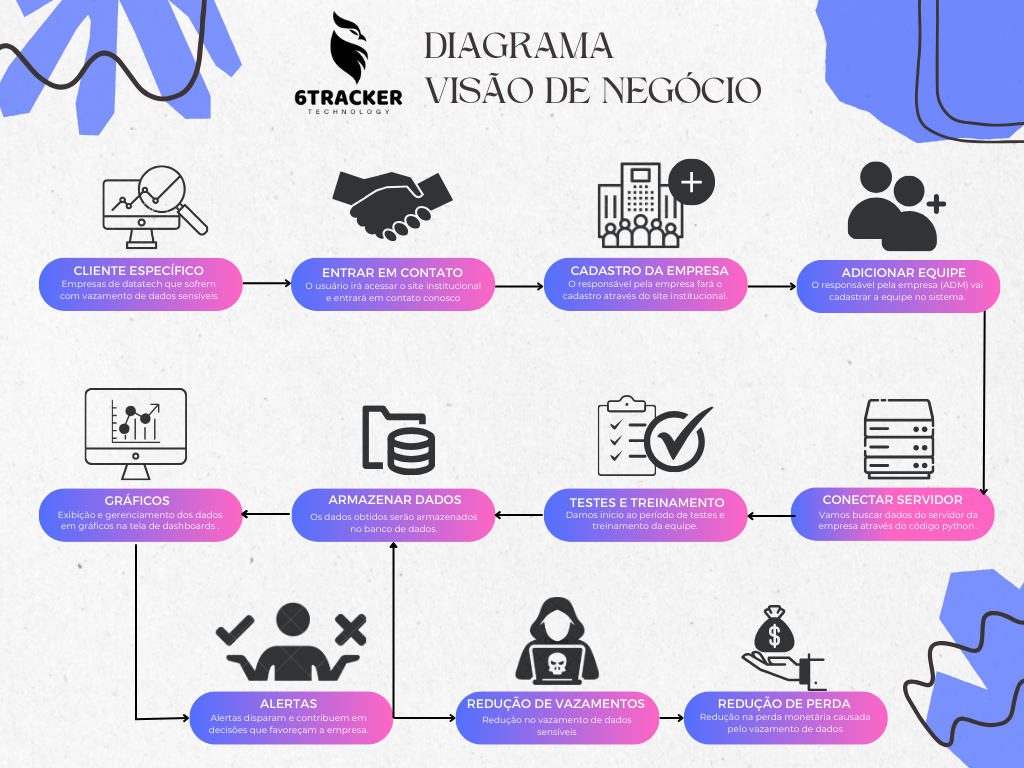 6TRACKER
TECHNOLOGY
DIAGRAMA
VISÃO DE NEGÓCIO
CLIENTE ESPECÍFICO
Empresas de datatech que sofrem
com vazamento de dados sensíveis
ENTRAR EM CONTATO
O usuário irá acessar o site institucional
e entrará em contato conosco
CADASTRO DA EMPRESA
O responsável pela empresa fará o
cadastro através do site institucional.
ADICIONAR EQUIPE
O responsável pela empresa (ADM) vai
cadastrar a equipe no sistema.
GRÁFICOS
Exibição e gerenciamento dos dados
em gráficos na tela de dashboards .
ARMAZENAR DADOS
Os dados obtidos serão armazenados
no banco de dados.
TESTES E TREINAMENTO
Damos inicio ao período de testes e
treinamento da equipe.
CONECTAR SERVIDOR
Vamos buscar dados do servidor da
empresa através do código python .
ALERTAS
Alertas disparam e contribuem em
decisões que favoreçam a empresa.
REDUÇÃO DE VAZAMENTOS
Redução no vazamento de dados
sensíveis
$
REDUÇÃO DE PERDA
Redução na perda monetária causada
pelo vazamento de dados